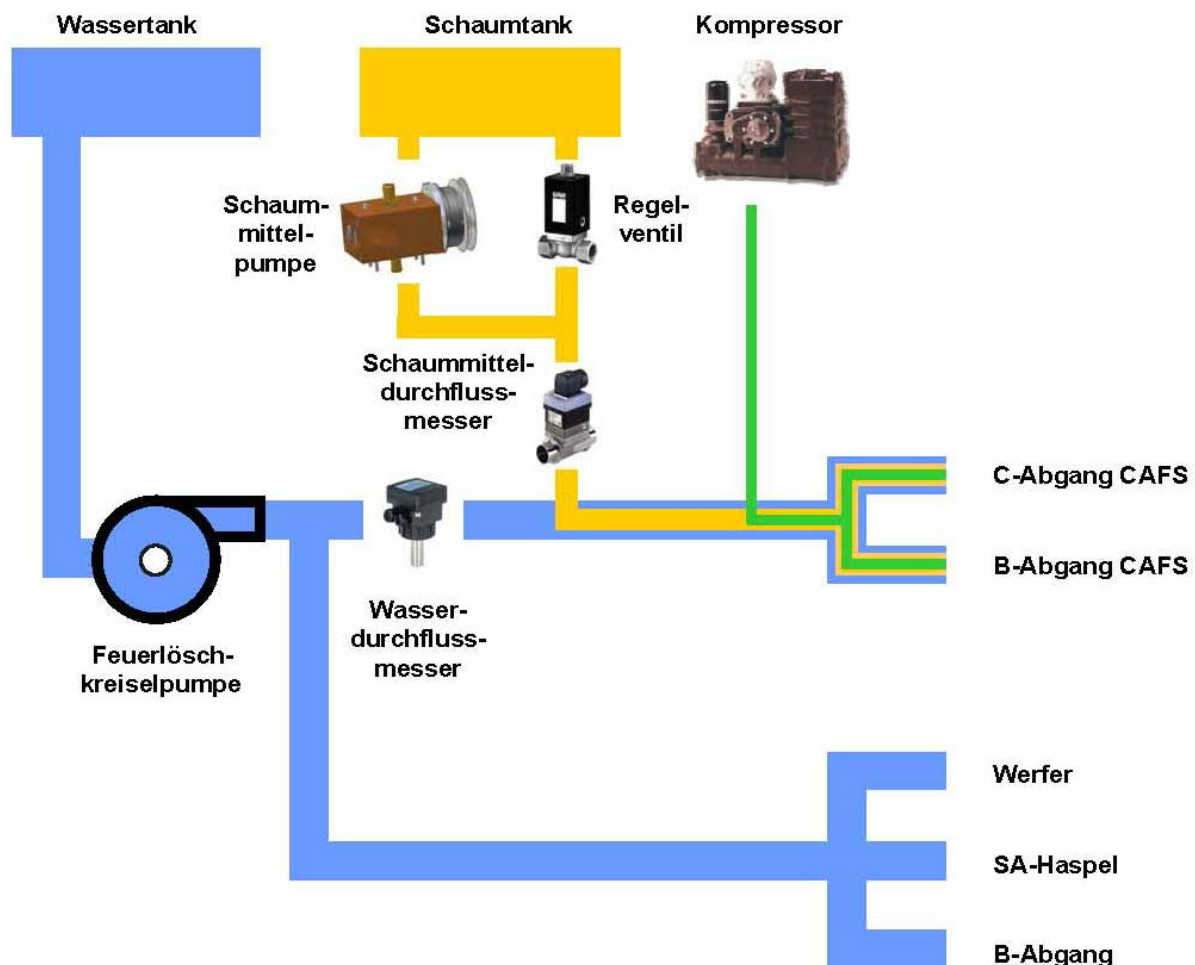 Wassertank
Schaumtank
Kompressor
Schaum-
mittel-
pumpe
Regel-
ventil
Schaummittel-
durchfluss-
messer
C-Abgang CAFS
B-Abgang CAFS
Wasser-
durchfluss-
messer
Feuerlösch-
kreiselpumpe
Werfer
SA-Haspel
B-Abgang